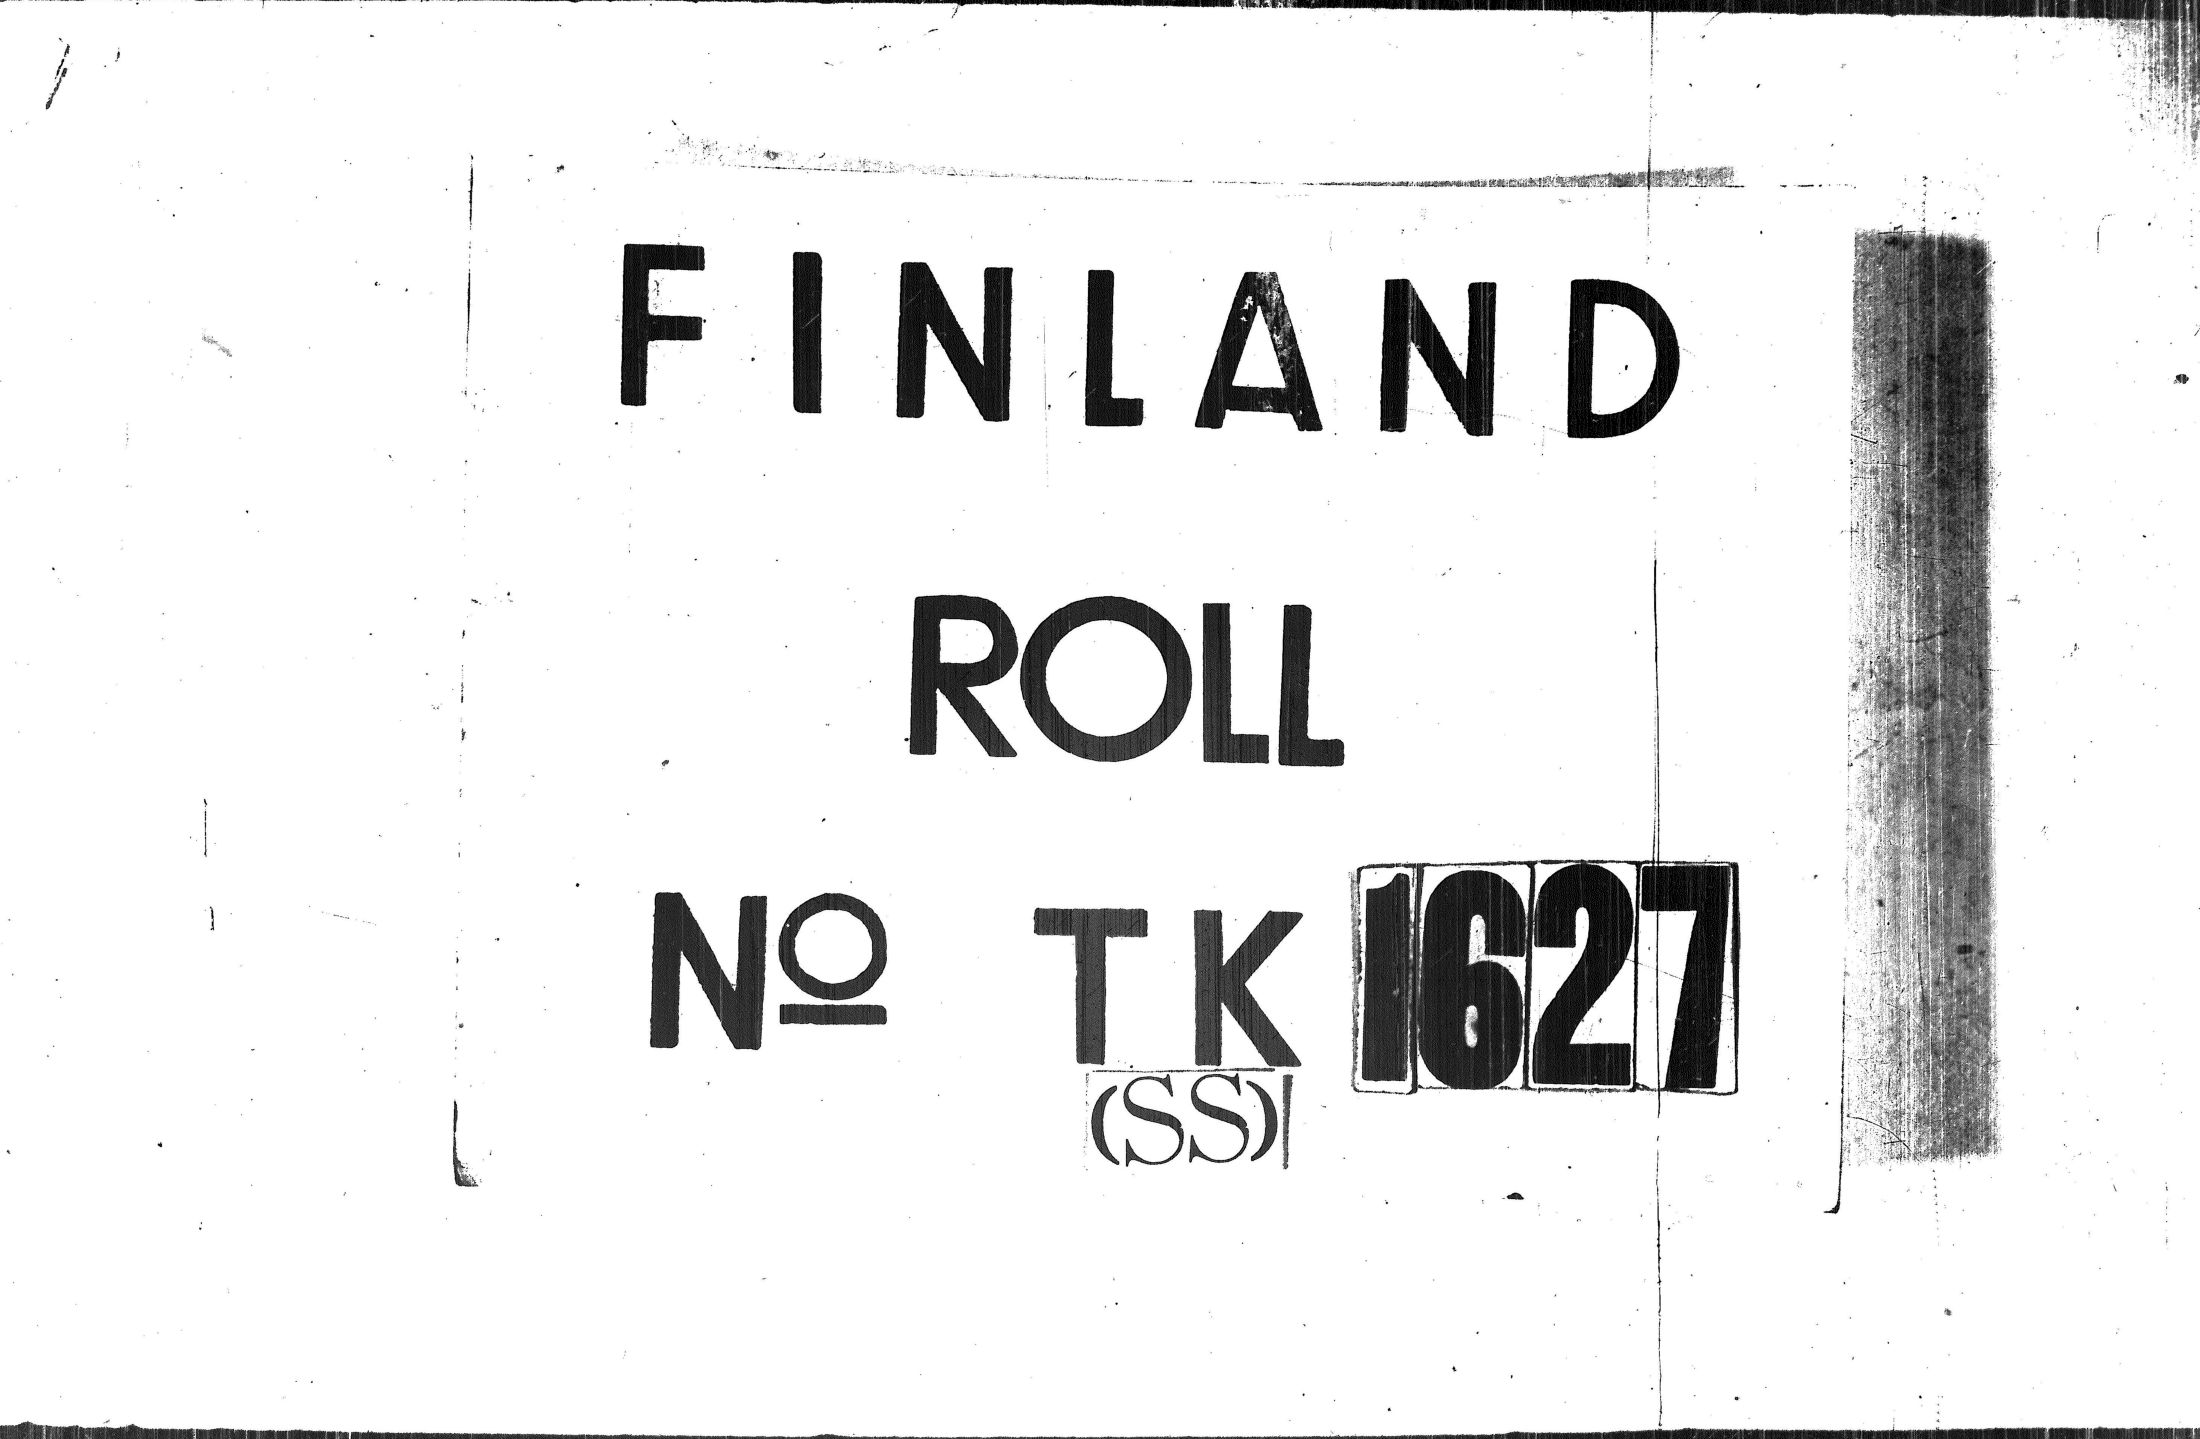 FINLAND
ROLL
Nº TK 1627
(SS)